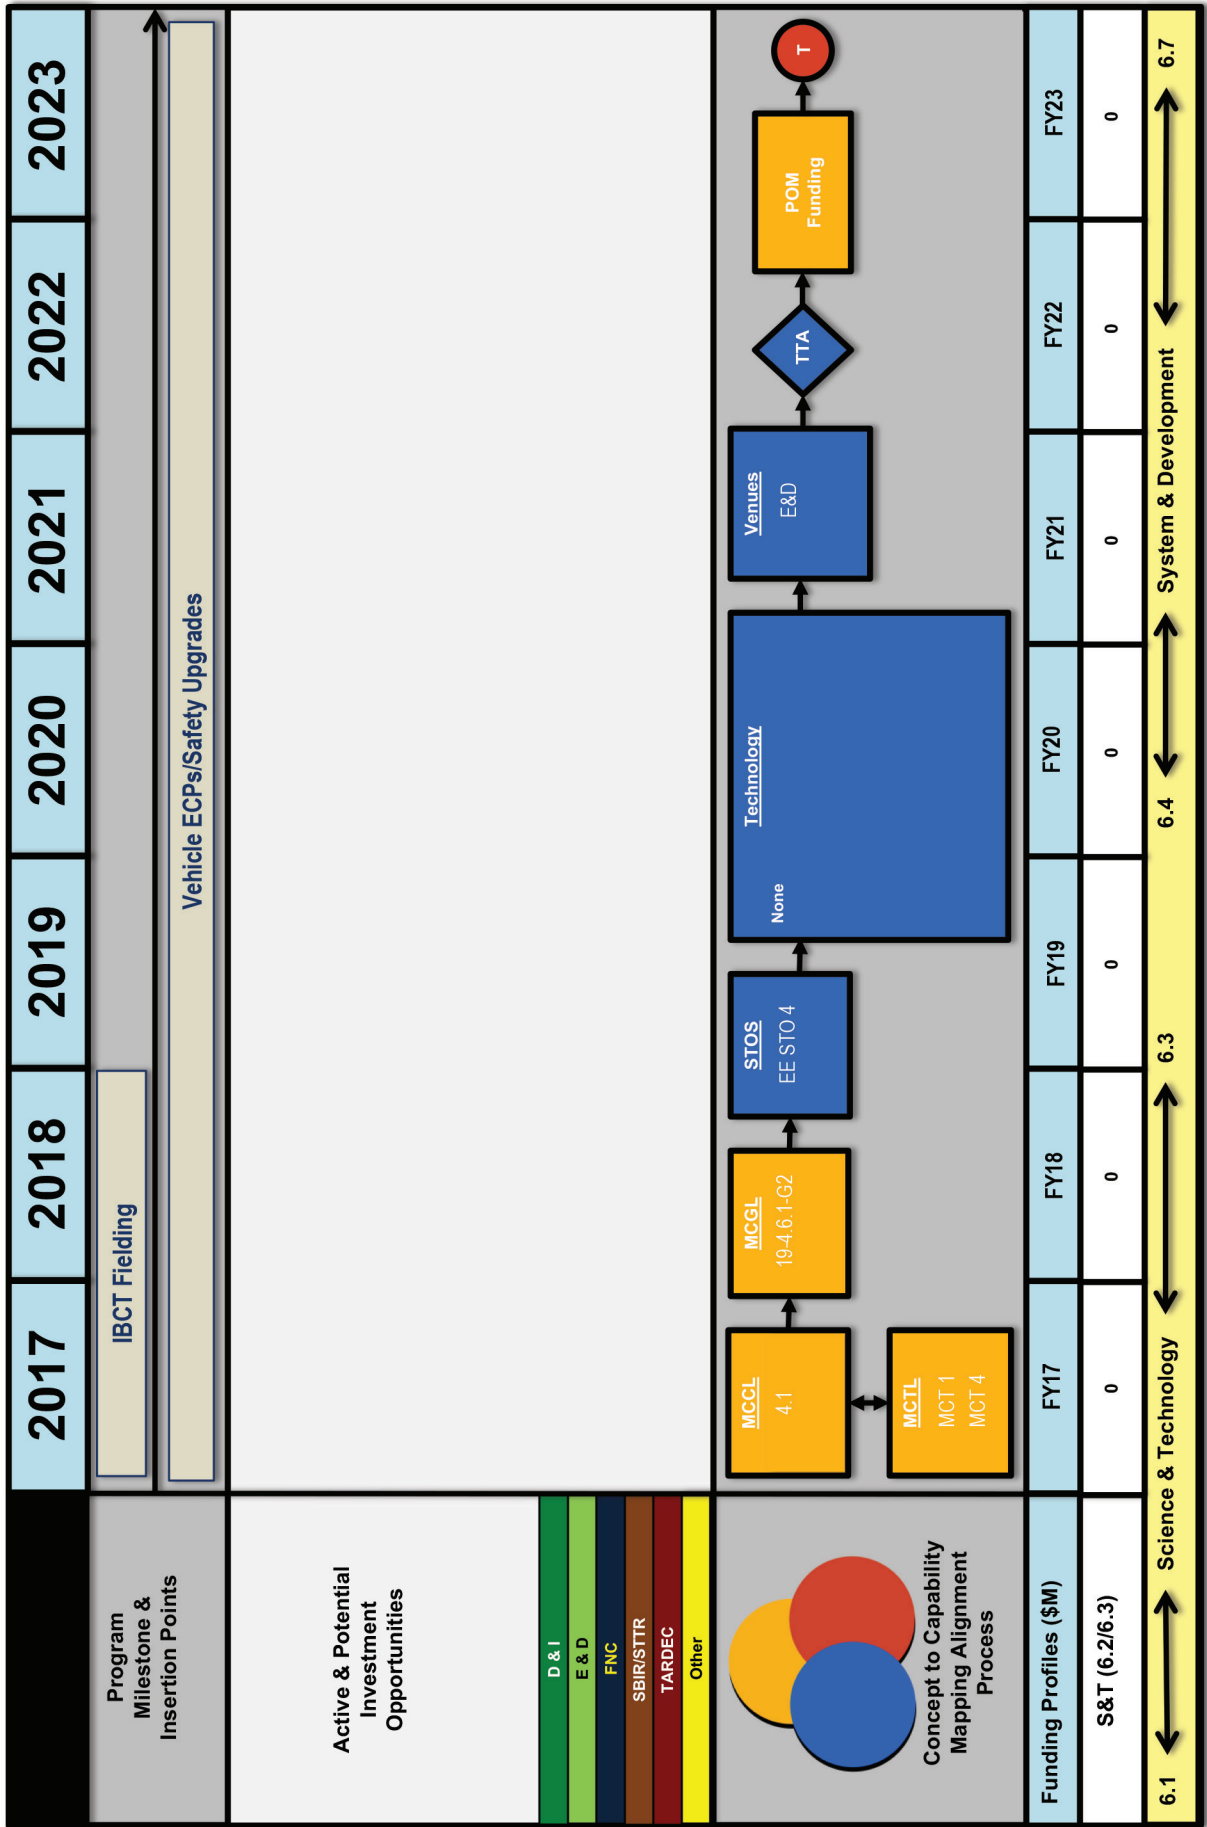 2017
2018
2019
2020
2021
2022
2023
Program
Milestone &
Insertion Points
IBCT Fielding
Vehicle ECPs/Safety Upgrades
Active & Potential
Investment
Opportunities
D & I
E & D
FNC
SBIR/STTR
TARDEC
Other
Concept to Capability
Mapping Alignment
Process
MCCL
4.1
MCTL
MCT 1
MCT 4
MCGL
19-4.6.1-G2
STOS
EE STO 4
Technology
None
Venues
E&D
TTA
POM
Funding
T
Funding Profiles ($M)
FY17
FY18
FY19
FY20
FY21
FY22
FY23
S&T (6.2/6.3)
0
0
0
0
0
0
0
6.1
Science & Technology
6.3
6.4
System & Development
6.7